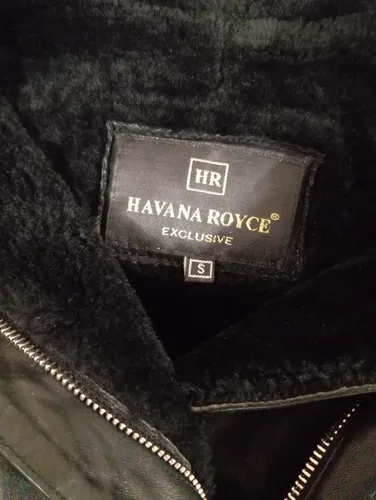 HR
HAVANA ROYCE®
EXCLUSIVE
S